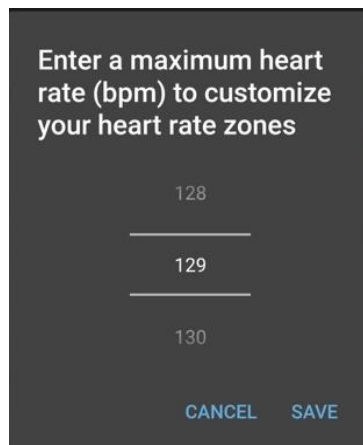 Enter a maximum heart
rate (bpm) to customize
your heart rate zones
128
129
130
CANCEL SAVE